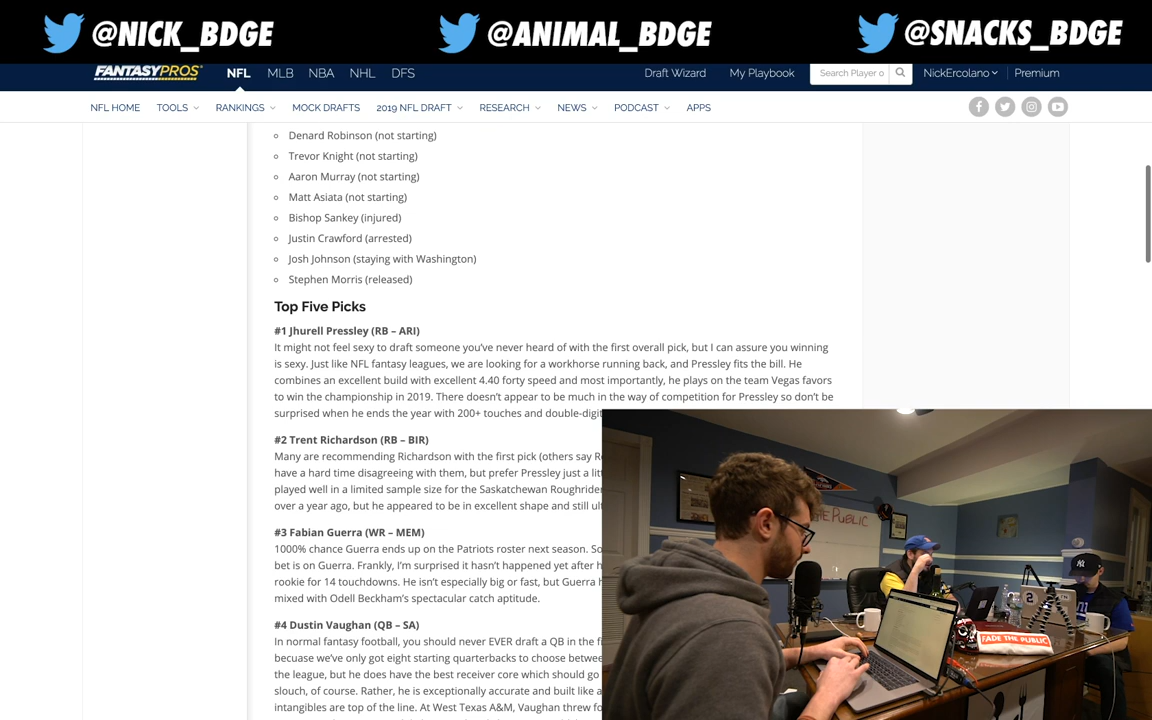 @NICK_BDGE @ANIMAL_BDGE @SNACKS_BDGE
FANTASYPROS NFL MLB NBA NHL DFS Draft Wizard My Playbook Search Player o NickErcolano Premium
NFL HOME TOOLS RANKINGS MOCK DRAFTS 2019 NFL DRAFT RESEARCH NEWS PODCAST APPS
Denard Robinson (not starting)
Trevor Knight (not starting)
Aaron Murray (not starting)
Matt Asiata (not starting)
Bishop Sankey (injured)
Justin Crawford (arrested)
Josh Johnson (staying with Washington)
Stephen Morris (released)
Top Five Picks
#1 Jhurell Pressley (RB – ARI)
It might not feel sexy to draft someone you've never heard of with the first overall pick, but I can assure you winning
is sexy. Just like NFL fantasy leagues, we are looking for a workhorse running back, and Pressley fits the bill. He
combines an excellent build with excellent 4.40 forty speed and most importantly, he plays on the team Vegas favors
to win the championship in 2019. There doesn't appear to be much in the way of competition for Pressley so don't be
surprised when he ends the year with 200+ touches and double-digit
#2 Trent Richardson (RB – BIR)
Many are recommending Richardson with the first pick (others say
have a hard time disagreeing with them, but prefer Pressley just a
played well in a limited sample size for the Saskatchewan Roughrider
over a year ago, but he appeared to be in excellent shape and still
#3 Fabian Guerra (WR – MEM)
1000% chance Guerra ends up on the Patriots roster next season. So
bet is on Guerra. Frankly, I'm surprised it hasn't happened yet after
rookie for 14 touchdowns. He isn't especially big or fast, but Guerra
mixed with Odell Beckham's spectacular catch aptitude.
#4 Dustin Vaughan (QB – SA)
In normal fantasy football, you should never EVER draft a QB in the
becuase we've only got eight starting quarterbacks to choose
the league, but he does have the best receiver core which should go
slouch, of course. Rather, he is exceptionally accurate and built like a
intangibles are top of the line. At West Texas A&M, Vaughan threw
THE PUBLIC
FADE THE PUBLIC